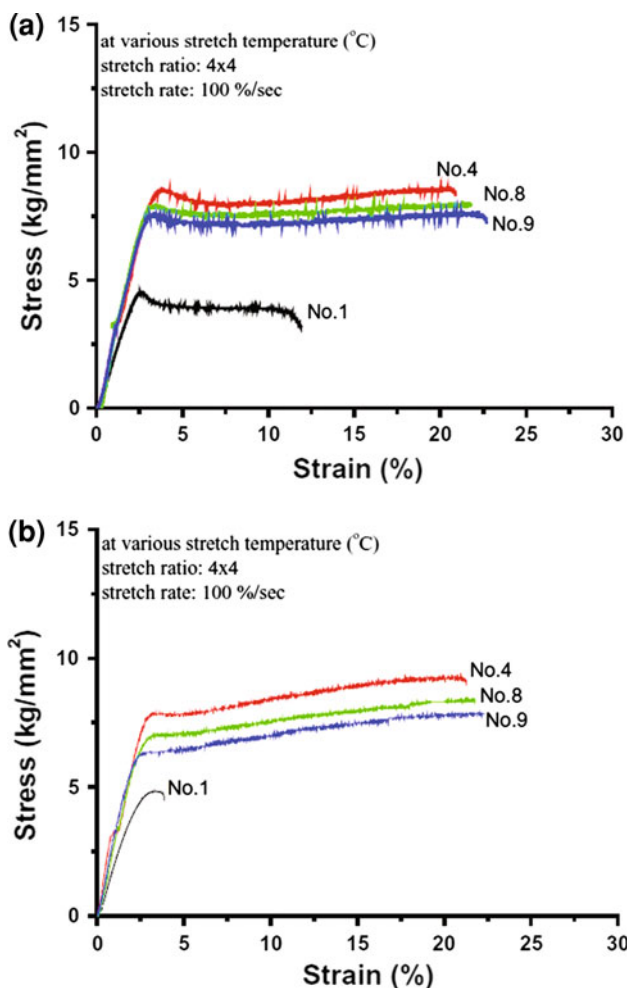 (a)
15
at various stretch temperature (°C)
stretch ratio: 4x4
stretch rate: 100 %/sec
10
5
0
Stress (kg/mm²)
No.4
No.8
No.9
No.1
0 5 10 15 20 25 30
Strain (%)
(b)
15
at various stretch temperature (°C)
stretch ratio: 4x4
stretch rate: 100 %/sec
10
5
0
Stress (kg/mm²)
No.4
No.8
No.9
No.1
0 5 10 15 20 25 30
Strain (%)